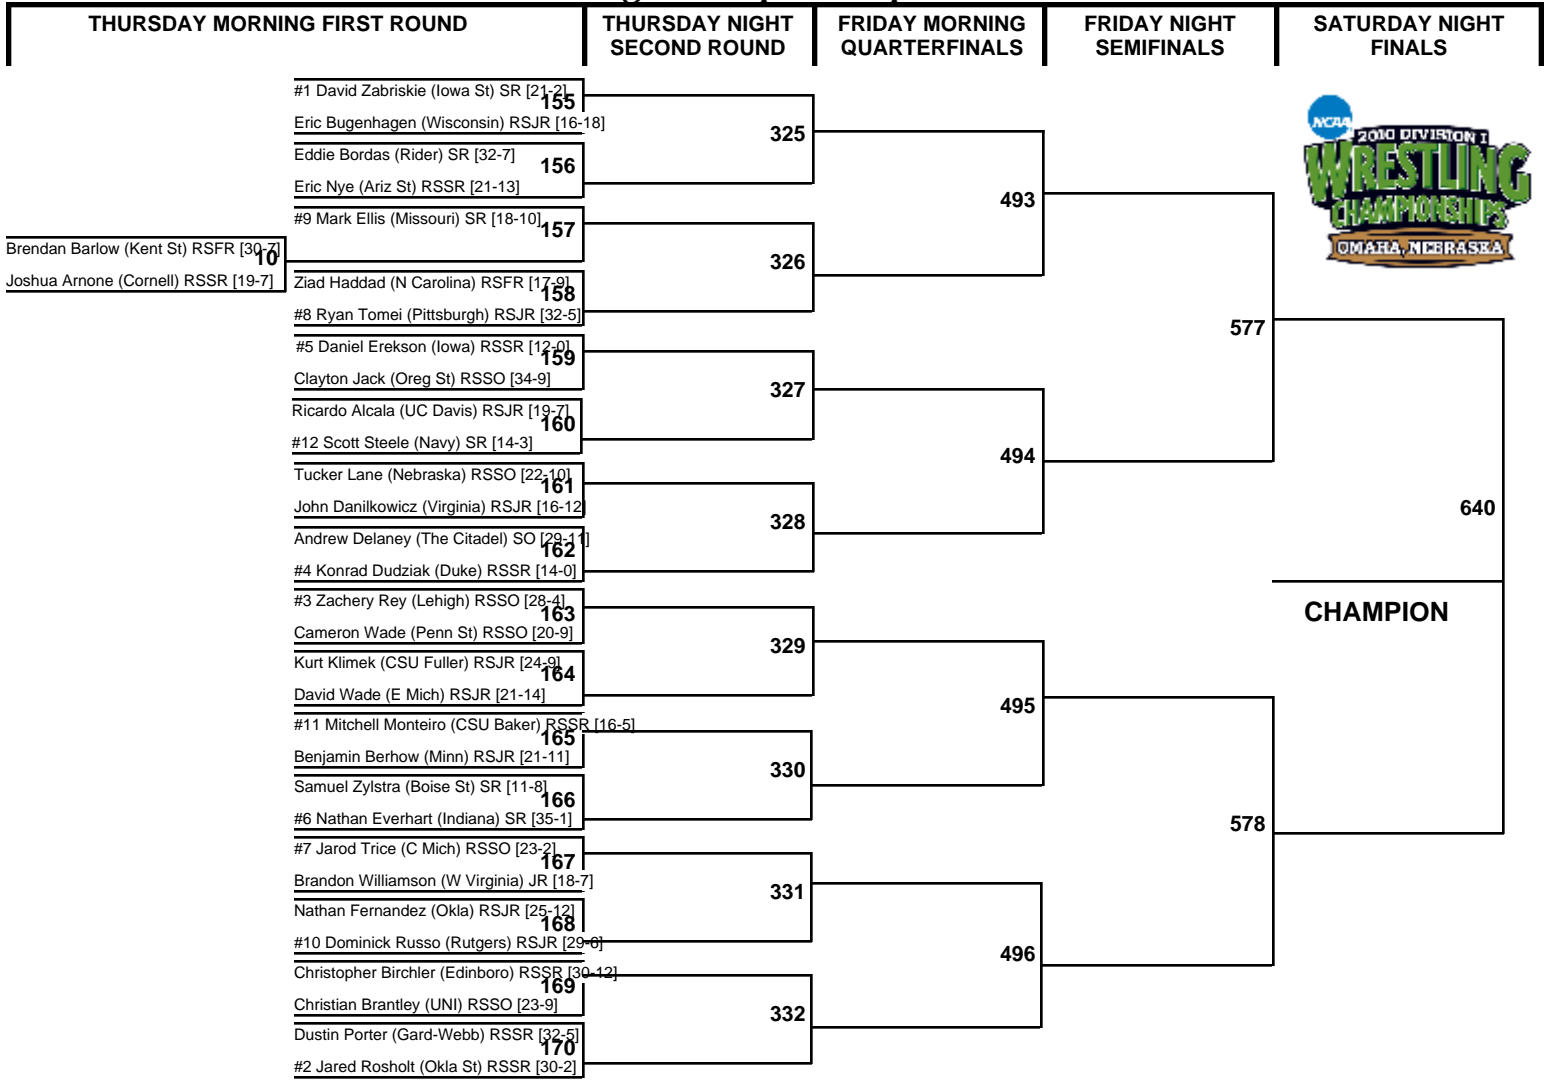 THURSDAY MORNING FIRST ROUND
THURSDAY NIGHT
SECOND ROUND
FRIDAY MORNING
QUARTERFINALS
FRIDAY NIGHT
SEMIFINALS
SATURDAY NIGHT
FINALS
NCAA
2010 DIVISION I
WRESTLING
CHAMPIONSHIPS
OMAHA, NEBRASKA
Brendan Barlow (Kent St) RSFR [30-7]
10
Joshua Arnone (Cornell) RSSR [19-7]
#1 David Zabriskie (Iowa St) SR [21-2]
155
Eric Bugenhagen (Wisconsin) RSJR [16-18]
Eddie Bordas (Rider) SR [32-7]
156
Eric Nye (Ariz St) RSSR [21-13]
#9 Mark Ellis (Missouri) SR [18-10]
157
Ziad Haddad (N Carolina) RSFR [17-9]
158
#8 Ryan Tomei (Pittsburgh) RSJR [32-5]
#5 Daniel Erekson (Iowa) RSSR [12-0]
159
Clayton Jack (Oreg St) RSSO [34-9]
Ricardo Alcala (UC Davis) RSJR [19-7]
160
#12 Scott Steele (Navy) SR [14-3]
Tucker Lane (Nebraska) RSSO [22-10]
161
John Danilkowicz (Virginia) RSJR [16-12]
Andrew Delaney (The Citadel) SO [29-11]
162
#4 Konrad Dudziak (Duke) RSSR [14-0]
#3 Zachery Rey (Lehigh) RSSO [28-4]
163
Cameron Wade (Penn St) RSSO [20-9]
Kurt Klimek (CSU Fuller) RSJR [24-9]
164
David Wade (E Mich) RSJR [21-14]
#11 Mitchell Monteiro (CSU Baker) RSSR [16-5]
165
Benjamin Berhow (Minn) RSJR [21-11]
Samuel Zylstra (Boise St) SR [11-8]
166
#6 Nathan Everhart (Indiana) SR [35-1]
#7 Jarod Trice (C Mich) RSSO [23-2]
167
Brandon Williamson (W Virginia) JR [18-7]
Nathan Fernandez (Okla) RSJR [25-12]
168
#10 Dominick Russo (Rutgers) RSJR [29-6]
Christopher Birchler (Edinboro) RSSR [30-12]
169
Christian Brantley (UNI) RSSO [23-9]
Dustin Porter (Gard-Webb) RSSR [32-5]
170
#2 Jared Rosholt (Okla St) RSSR [30-2]
325
326
327
328
329
330
331
332
493
494
495
496
577
578
640
CHAMPION